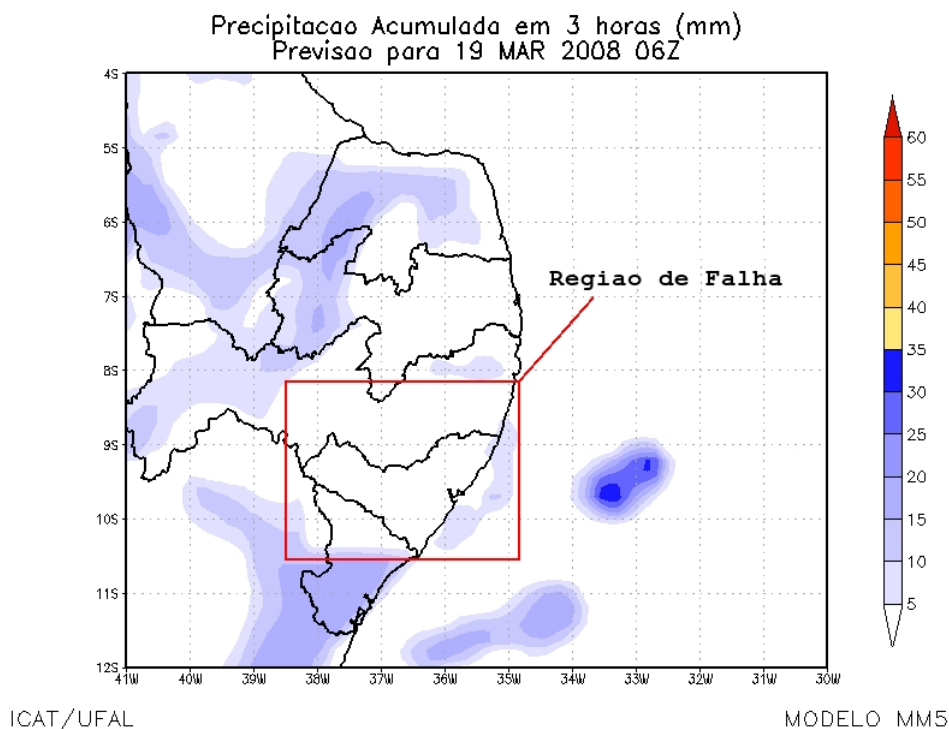 Precipitacao Acumulada em 3 horas (mm)
Previsao para 19 MAR 2008 06Z
4S
5S
6S
7S
8S
9S
10S
11S
12S
41W
40W
39W
38W
37W
36W
35W
34W
33W
32W
31W
30W
Regiao de Falha
60
55
50
45
40
35
30
25
20
15
10
5
ICAT/UFAL
MODELO MM5